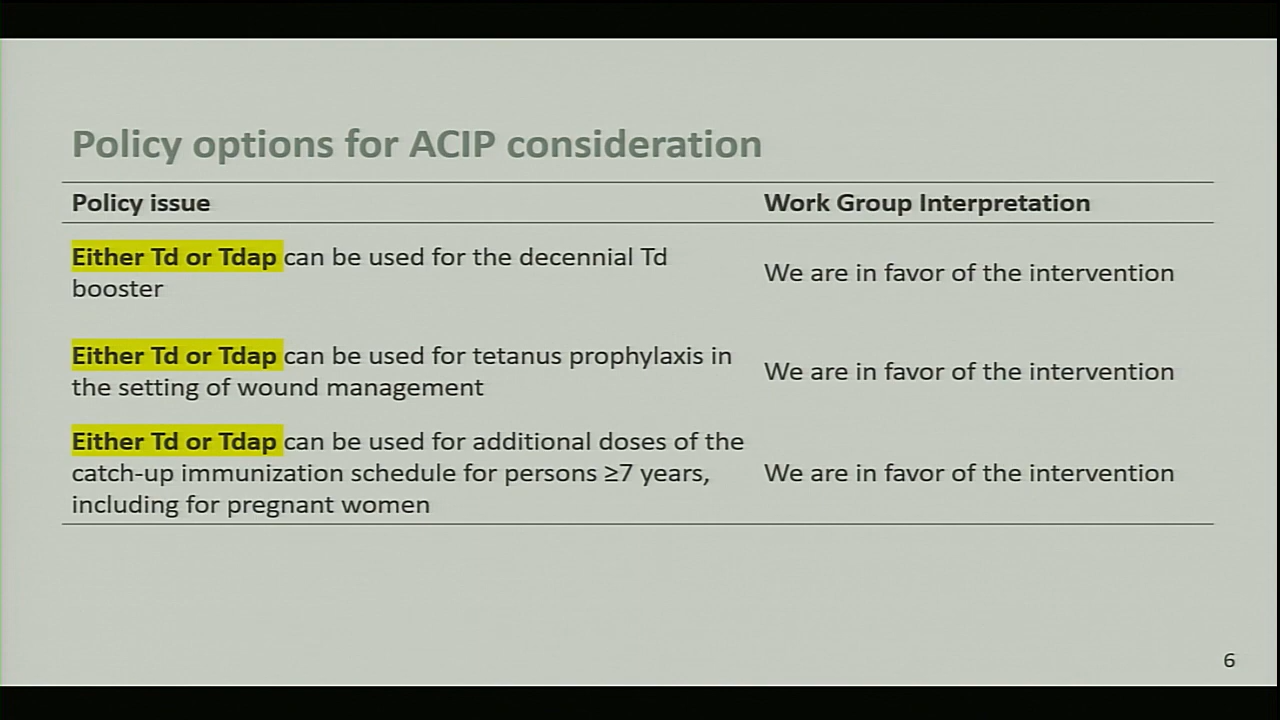 Policy options for ACIP consideration
Policy issue
Work Group Interpretation
Either Td or Tdap can be used for the decennial Td
booster
We are in favor of the intervention
Either Td or Tdap can be used for tetanus prophylaxis in
the setting of wound management
We are in favor of the intervention
Either Td or Tdap can be used for additional doses of the
catch-up immunization schedule for persons ≥7 years,
including for pregnant women
We are in favor of the intervention
6